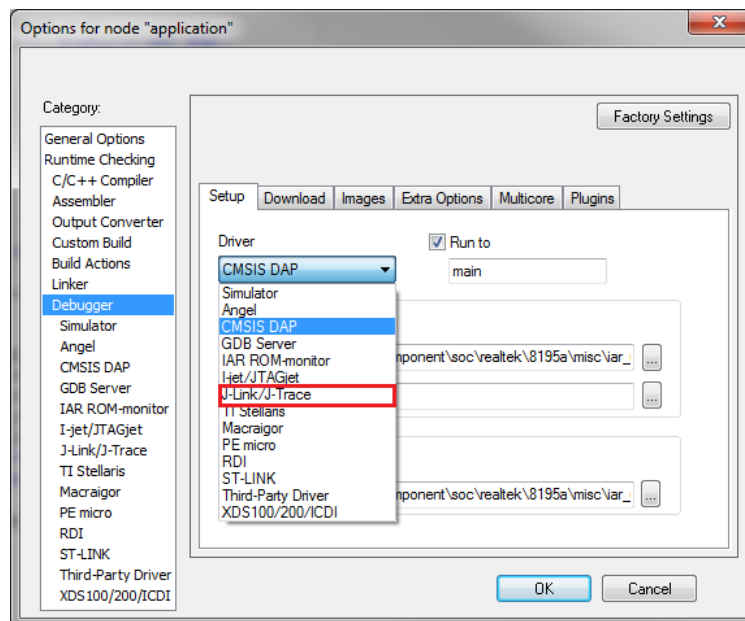 Options for node "application"
Category:
Factory Settings
General Options
Runtime Checking
C/C++ Compiler
Assembler
Output Converter
Custom Build
Build Actions
Linker
Debugger
Simulator
Angel
CMSIS DAP
GDB Server
IAR ROM-monitor
I-jet/JTAGjet
J-Link/J-Trace
TI Stellaris
Macraigor
PE micro
RDI
ST-LINK
Third-Party Driver
XDS100/200/ICDI
Setup Download Images Extra Options Multicore Plugins
Driver
Run to
CMSIS DAP
main
Simulator
Angel
CMSIS DAP
GDB Server
IAR ROM-monitor
I-jet/JTAGjet
J-Link/J-Trace
TI Stellaris
Macraigor
PE micro
RDI
ST-LINK
Third-Party Driver
XDS100/200/ICDI
mponent\soc\realtek\8195a\misc\iar_
...
...
mponent\soc\realtek\8195a\misc\iar_
...
OK Cancel